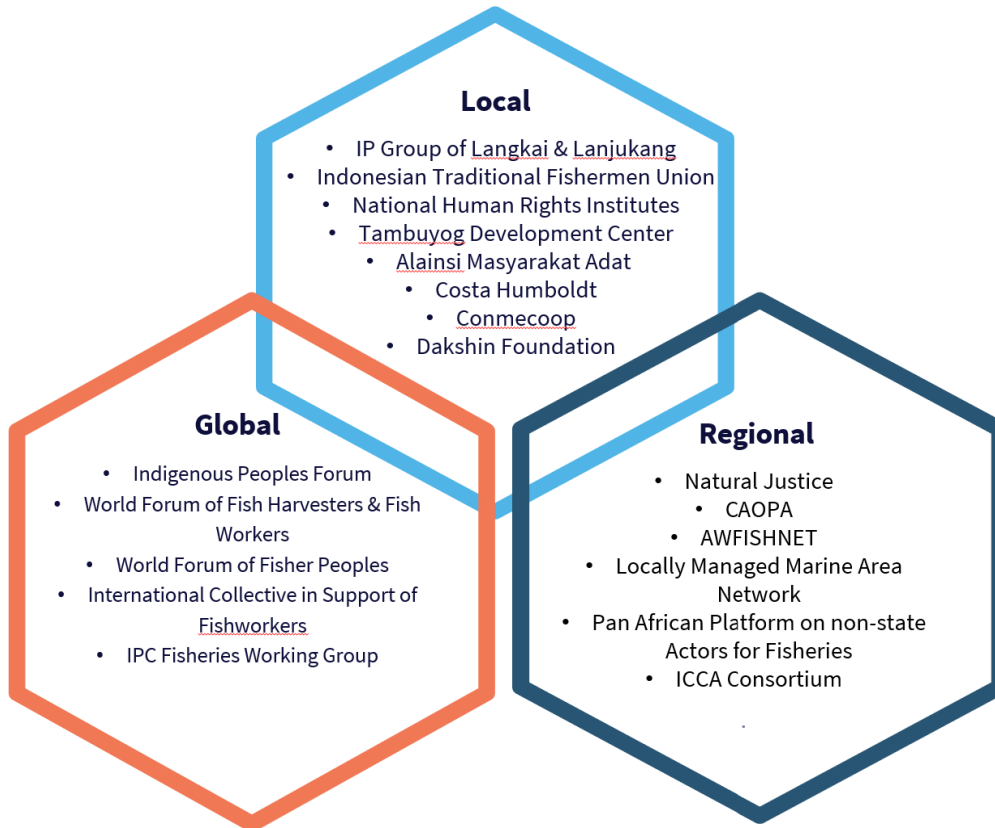 Local
• IP Group of Langkai & Lanjukang
• Indonesian Traditional Fishermen Union
• National Human Rights Institutes
• Tambuyog Development Center
• Alainsi Masyarakat Adat
• Costa Humboldt
• Conmecoop
• Dakshin Foundation
Global
• Indigenous Peoples Forum
• World Forum of Fish Harvesters & Fish
Workers
• World Forum of Fisher Peoples
• International Collective in Support of
Fishworkers
• IPC Fisheries Working Group
Regional
• Natural Justice
• CAOPA
• AWFISHNET
• Locally Managed Marine Area
Network
• Pan African Platform on non-state
Actors for Fisheries
• ICCA Consortium